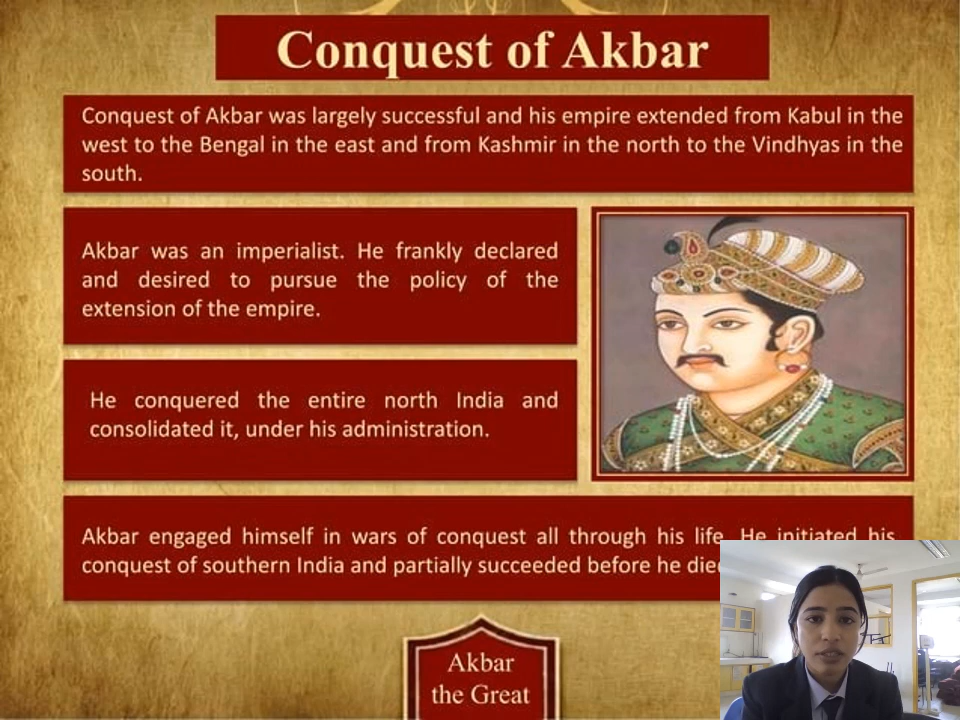 Conquest of Akbar
Conquest of Akbar was largely successful and his empire extended from Kabul in the
west to the Bengal in the east and from Kashmir in the north to the Vindhyas in the
south.
Akbar was an imperialist. He frankly declared
and desired to pursue the policy of the
extension of the empire.
He conquered the entire north India and
consolidated it, under his administration.
Akbar engaged himself in wars of conquest all through his life. He initiated his
conquest of southern India and partially succeeded before he died
Akbar
the Great